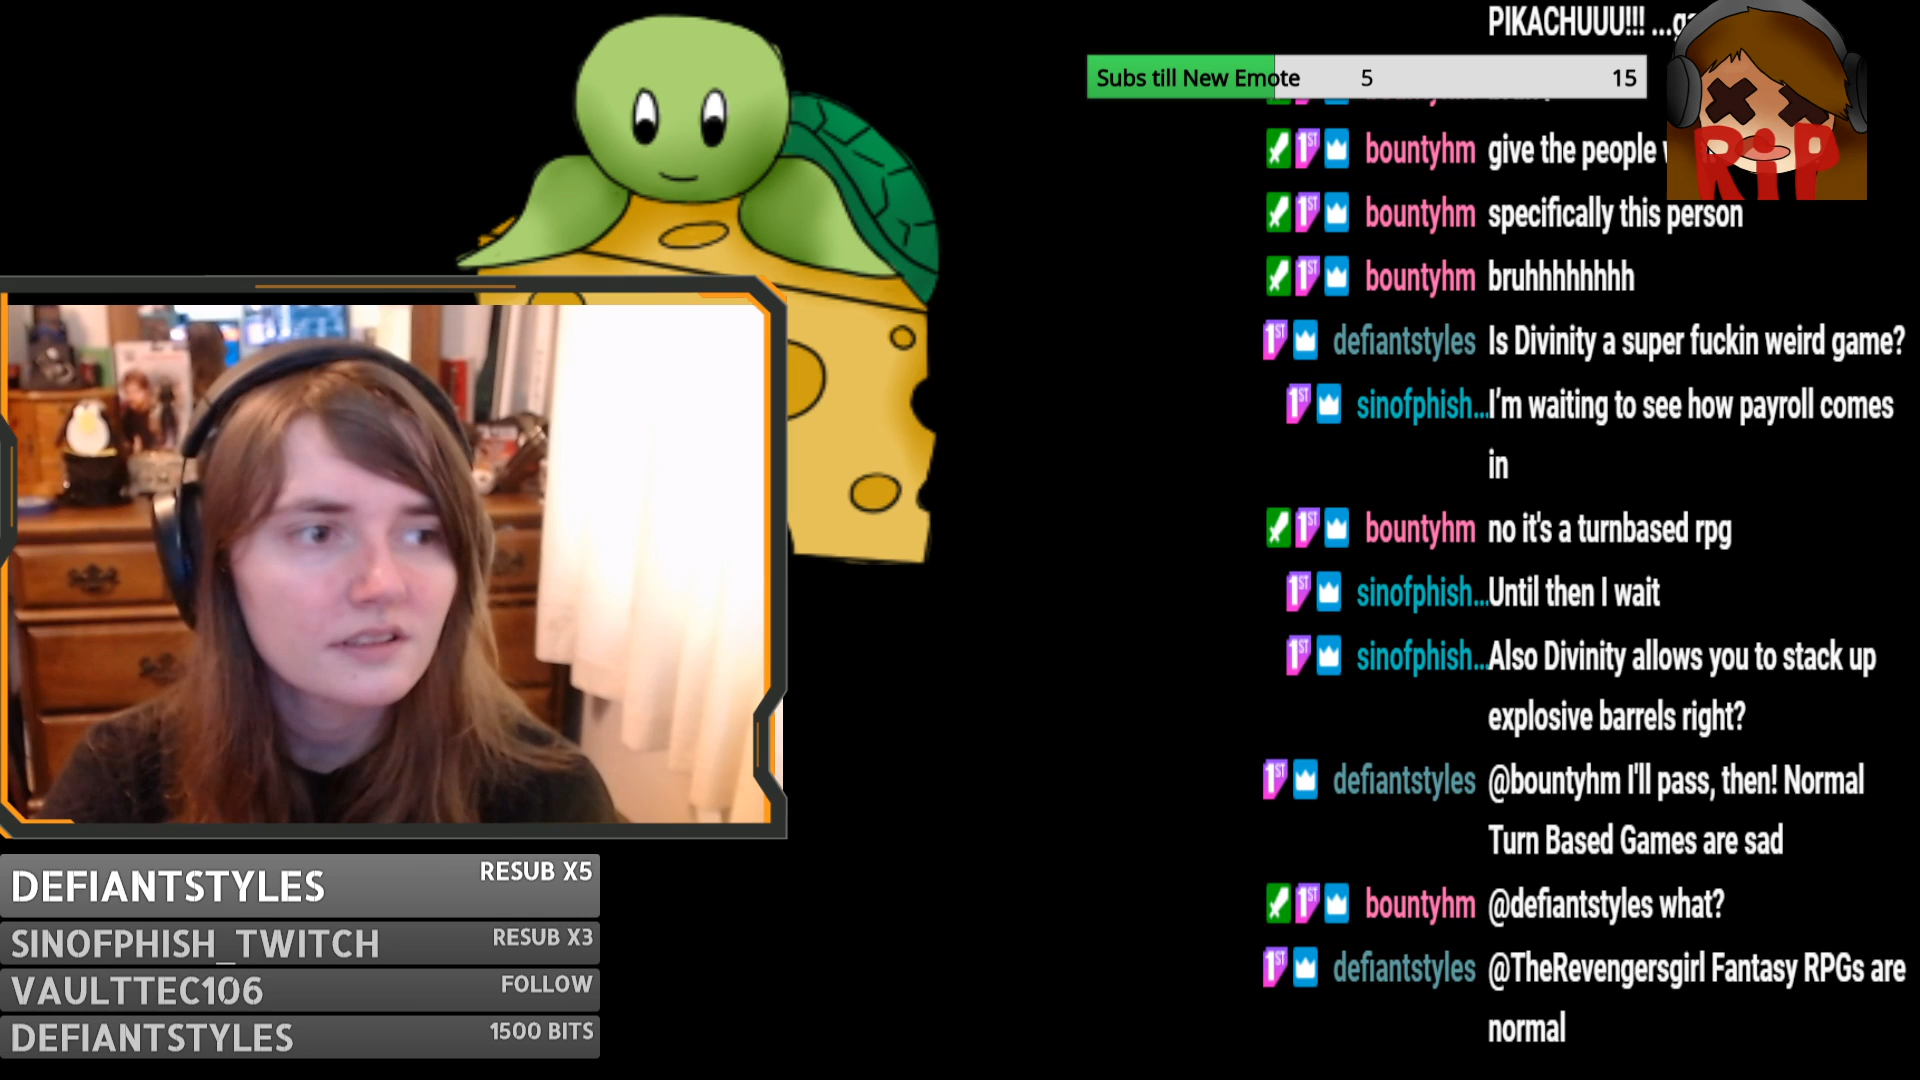 PIKACHUUU!!!
Subs till New Emote 5 15
RiP
bountyhm give the people
bountyhm specifically this person
bountyhm bruhhhhhhhh
defiantstyles Is Divinity a super fuckin weird game?
sinofphish... I'm waiting to see how payroll comes
in
bountyhm no it's a turnbased rpg
sinofphish... Until then I wait
sinofphish... Also Divinity allows you to stack up
explosive barrels right?
defiantstyles @bountyhm I'll pass, then! Normal
Turn Based Games are sad
bountyhm @defiantstyles what?
defiantstyles @TheRevengersgirl Fantasy RPGs are
normal
DEFIANTSTYLES RESUB X5
SINOFPHISH_TWITCH RESUB X3
VAULTTEC106 FOLLOW
DEFIANTSTYLES 1500 BITS